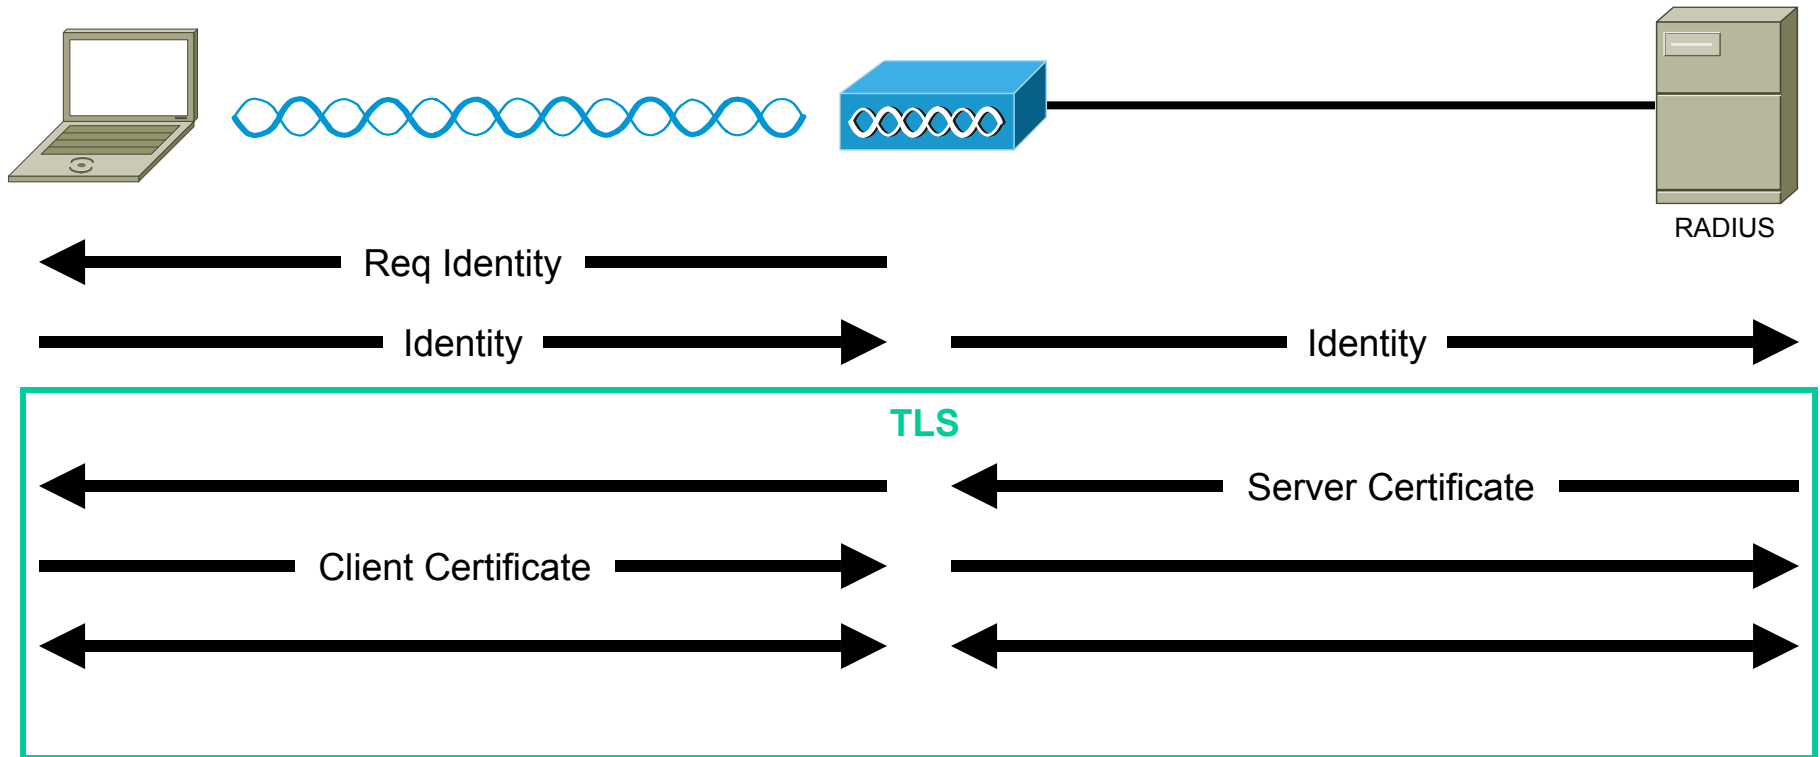 RADIUS
Req Identity
Identity
Identity
TLS
Server Certificate
Client Certificate